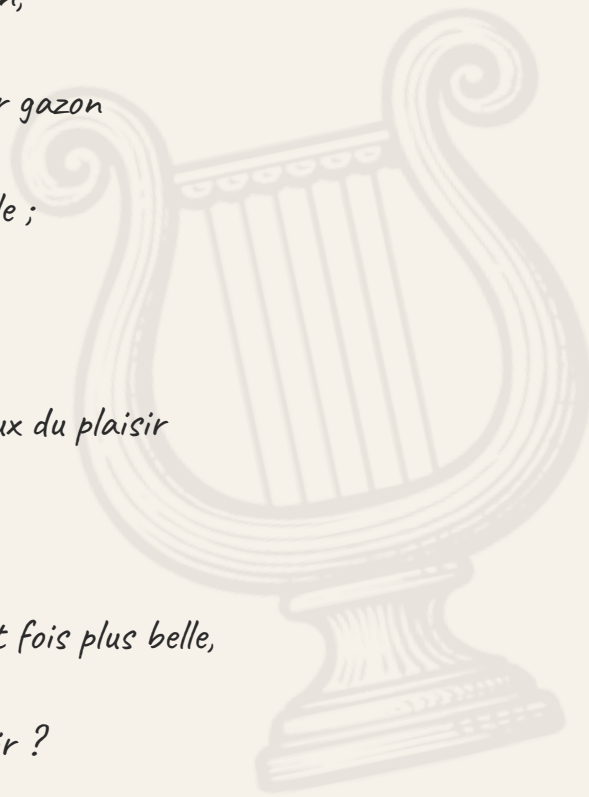 n,
r gazon
le ;
ux du plaisir
t fois plus belle,
ir ?